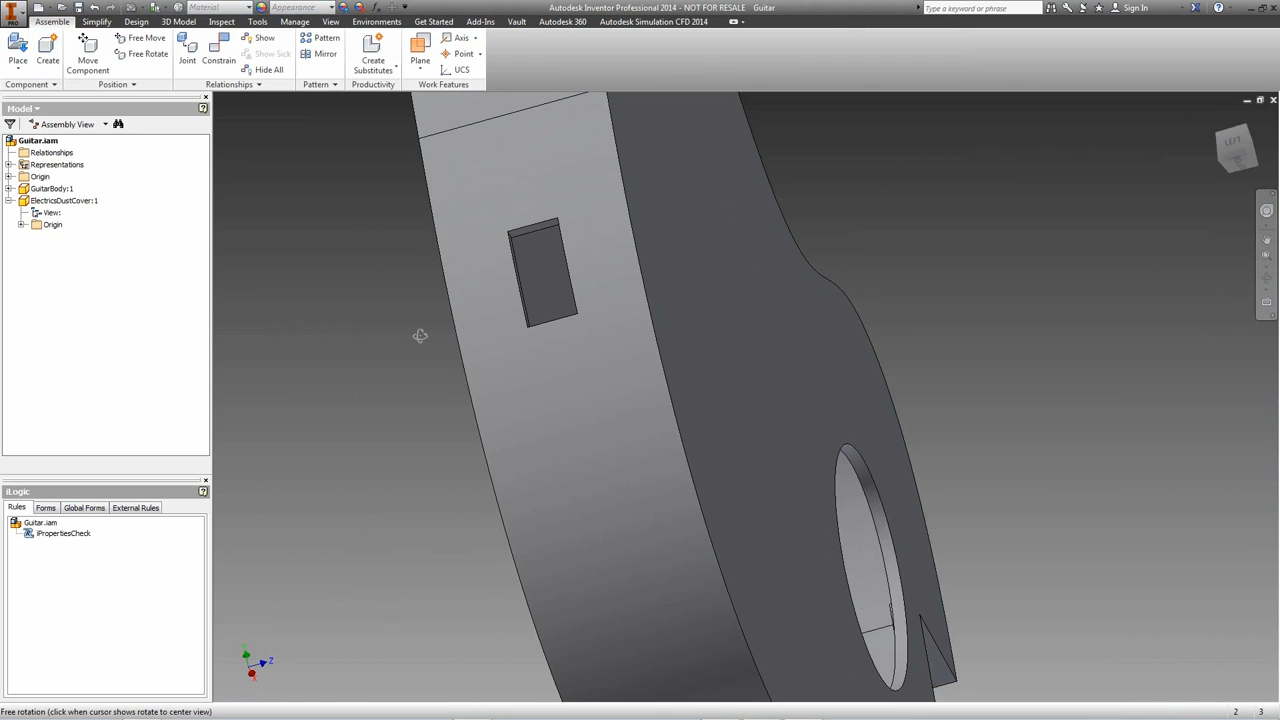 Material
Appearance
Autodesk Inventor Professional 2014 - NOT FOR RESALE Guitar
Type a keyword or phrase
Sign In
PRO
Assemble Simplify Design 3D Model Inspect Tools Manage View Environments Get Started Add-Ins Vault Autodesk 360 Autodesk Simulation CFD 2014
Place
Create
Move
Component
Free Move
Free Rotate
Joint
Constrain
Show
Show Sick
Hide All
Pattern
Mirror
Create
Substitutes
Plane
Axis
Point
UCS
Component Position Relationships Pattern Productivity Work Features
Model
Assembly View
Guitar.iam
Relationships
Representations
Origin
GuitarBody:1
ElectricsDustCover:1
View:
Origin
LEFT
iLogic
Rules Forms Global Forms External Rules
Guitar.iam
iPropertiesCheck
Z
X
Free rotation (click when cursor shows rotate to center view)
2 3